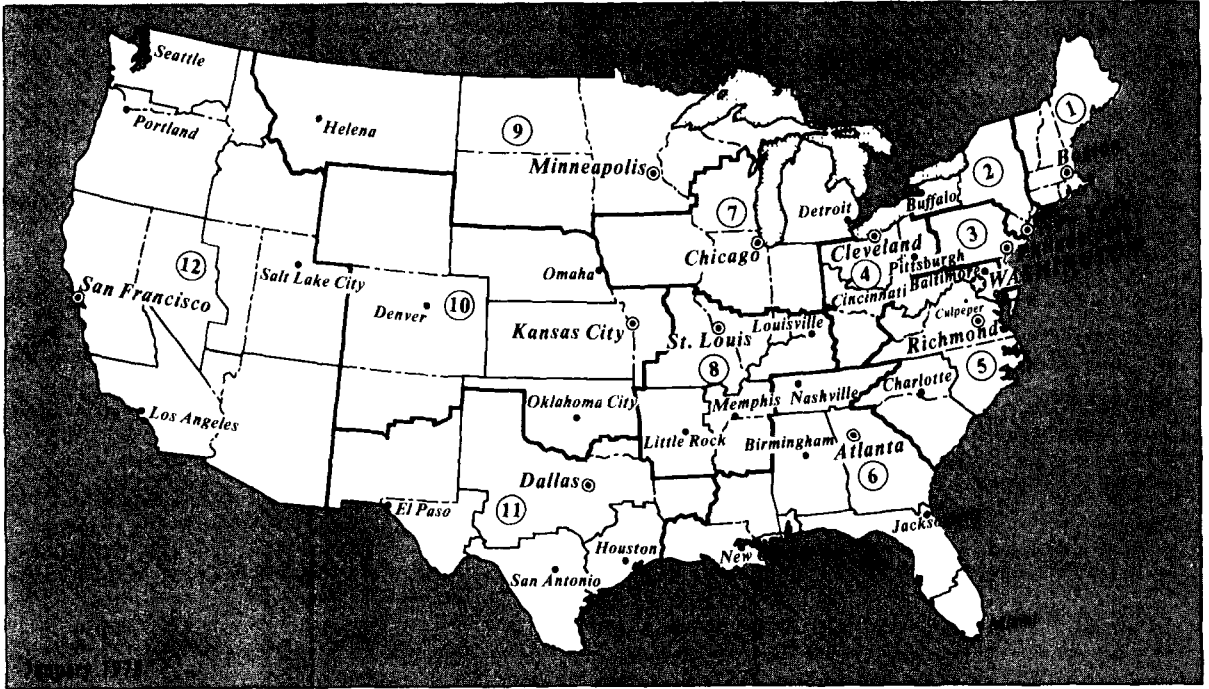 Seattle
Portland
Helena
9
Minneapolis
1
Boston
2
Buffalo
7
Detroit
3
Chicago
Cleveland
4
Pittsburgh
Baltimore
Cincinnati
Culpeper
Richmond
12
San Francisco
Salt Lake City
Omaha
10
Denver
Kansas City
St. Louis
Louisville
8
5
Los Angeles
Oklahoma City
Memphis
Nashville
Charlotte
Little Rock
Birmingham
Atlanta
6
Dallas
El Paso
11
Houston
San Antonio
New